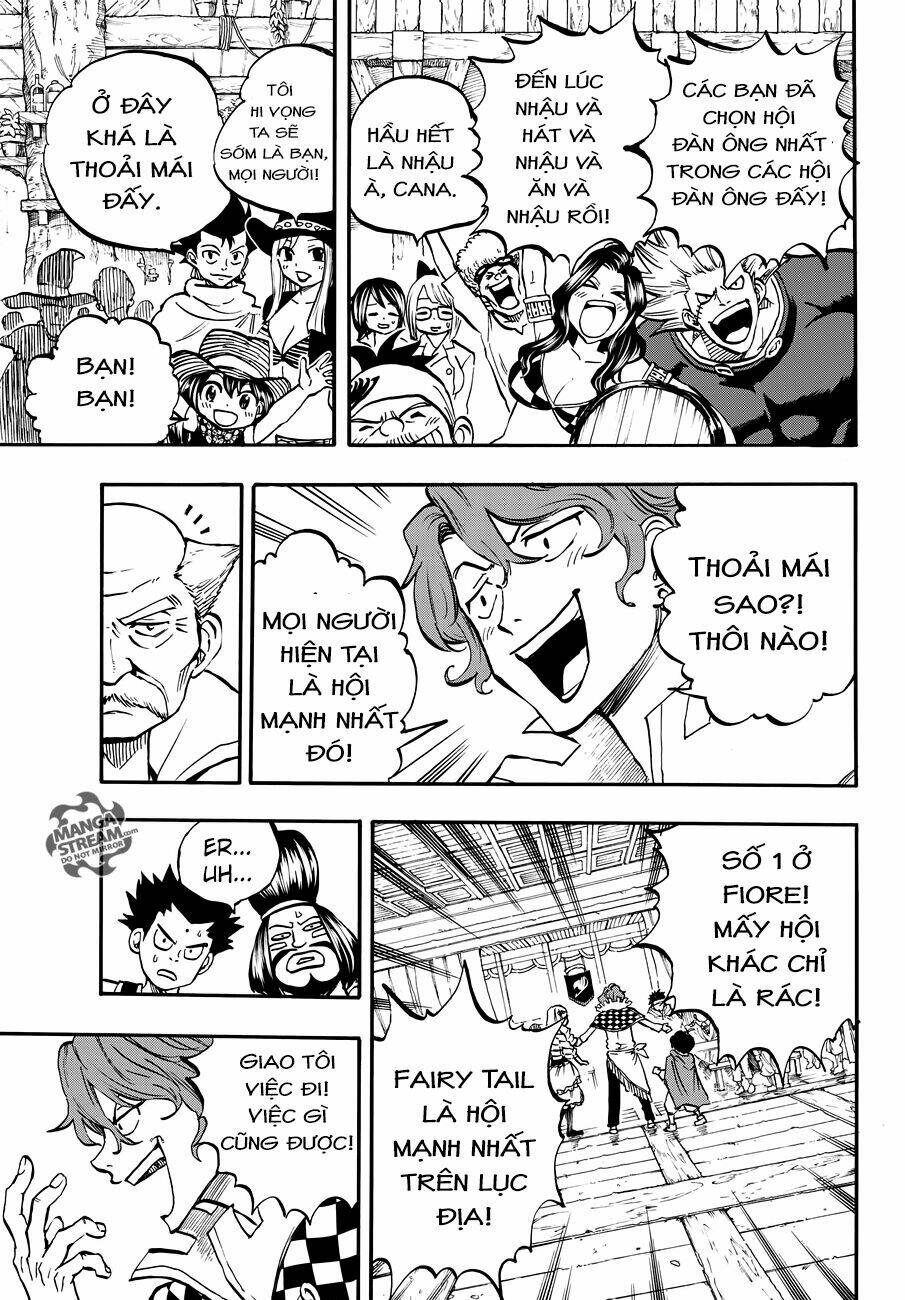 CÁC BẠN ĐÃ
CHỌN HỘI
ĐÀN ÔNG NHẤT
TRONG CÁC HỘI
ĐÀN ÔNG ĐẤY!
ĐẾN LÚC
NHẬU VÀ
HÁT VÀ
NHẬU VÀ
ĂN VÀ
NHẬU RỒI!
HẦU HẾT
LÀ NHẬU
À, CANA.
TÔI
HI VỌNG
TA SẼ
SỚM LÀ BẠN,
MỌI NGƯỜI!
Ở ĐÂY
KHÁ LÀ
THOẢI MÁI
ĐẤY.
BẠN!
BẠN!
THOẢI MÁI
SAO?!
THÔI NÀO!
MỌI NGƯỜI
HIỆN TẠI
LÀ HỘI
MẠNH NHẤT
ĐÓ!
SỐ 1 Ở
FIORE!
MẤY HỘI
KHÁC CHỈ
LÀ RÁC!
FAIRY TAIL
LÀ HỘI
MẠNH NHẤT
TRÊN LỤC
ĐỊA!
ER...
UH...
GIAO TÔI
VIỆC ĐI!
VIỆC GÌ
CŨNG ĐƯỢC!
MANGA
STREAM.com
DO NOT MIRROR